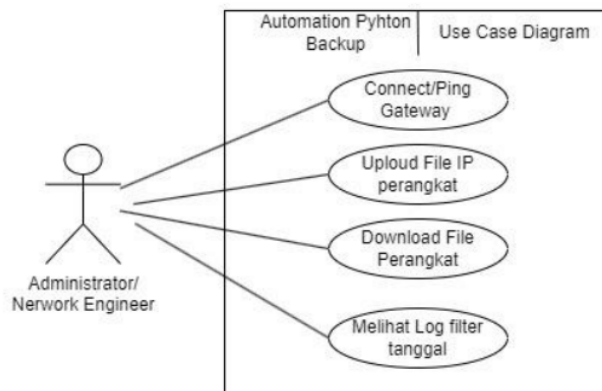 Automation Pyhton
Backup
Use Case Diagram
Connect/Ping
Gateway
Uploud File IP
perangkat
Download File
Perangkat
Melihat Log filter
tanggal
Administrator/
Nerwork Engineer